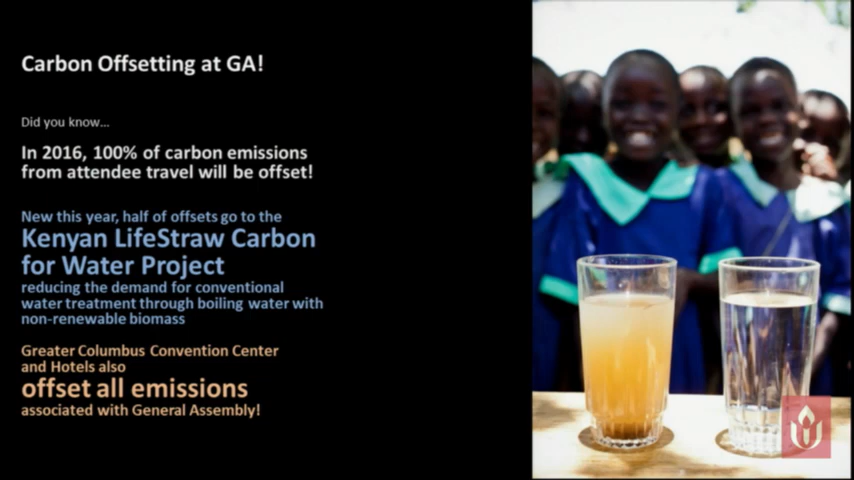 Carbon Offsetting at GA!
Did you know...
In 2016, 100% of carbon emissions
from attendee travel will be offset!
New this year, half of offsets go to the
Kenyan LifeStraw Carbon
for Water Project
reducing the demand for conventional
water treatment through boiling water with
non-renewable biomass
Greater Columbus Convention Center
and Hotels also
offset all emissions
associated with General Assembly!